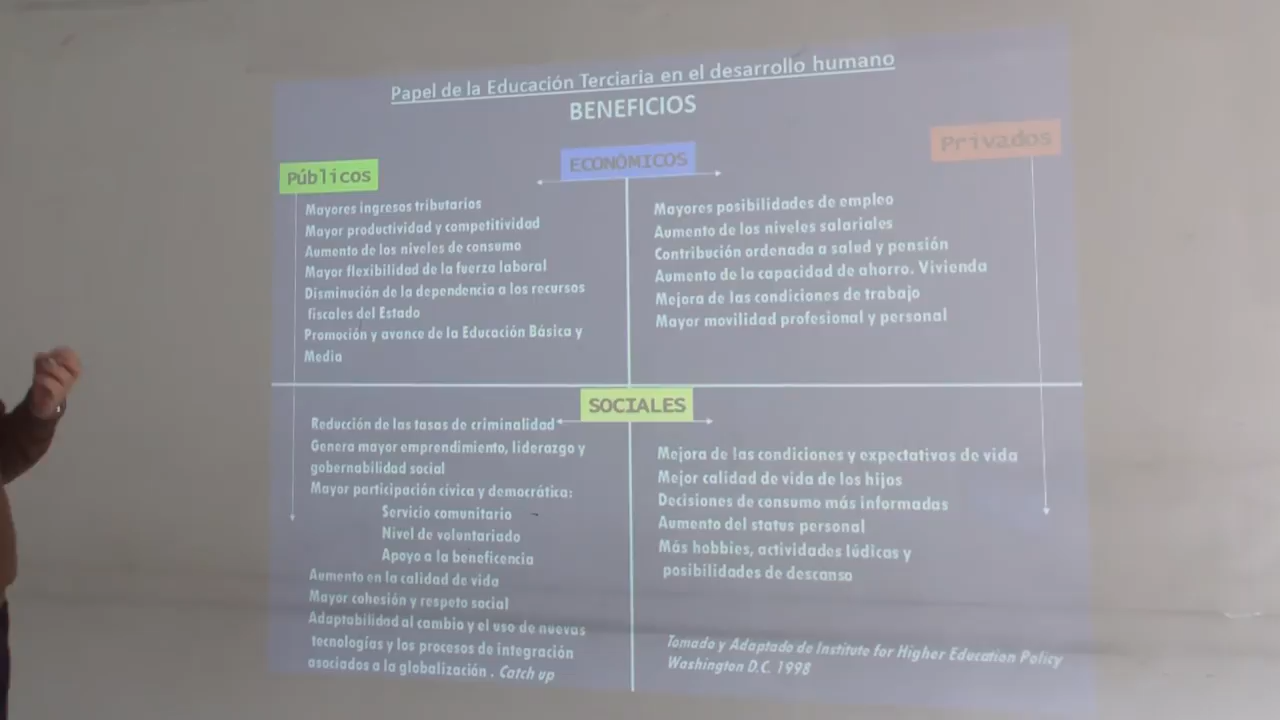 Papel de la Educación Terciaria en el desarrollo humano
BENEFICIOS
Públicos
ECONÓMICOS
Privados
Mayores ingresos tributarios
Mayor productividad y competitividad
Aumento de los niveles de consumo
Mayor flexibilidad de la fuerza laboral
Disminución de la dependencia a los recursos
fiscales del Estado
Promoción y avance de la Educación Básica y
Media
Mayores posibilidades de empleo
Aumento de los niveles salariales
Contribución ordenada a salud y pensión
Aumento de la capacidad de ahorro. Vivienda
Mejora de las condiciones de trabajo
Mayor movilidad profesional y personal
SOCIALES
Reducción de las tasas de criminalidad
Genera mayor emprendimiento, liderazgo y
gobernabilidad social
Mayor participación cívica y democrática:
Servicio comunitario
Nivel de voluntariado
Apoyo a la beneficencia
Aumento en la calidad de vida
Mayor cohesión y respeto social
Adaptabilidad al cambio y el uso de nuevas
tecnologías y los procesos de integración
asociados a la globalización . Catch up
Mejora de las condiciones y expectativas de vida
Mejor calidad de vida de los hijos
Decisiones de consumo más informadas
Aumento del status personal
Más hobbies, actividades lúdicas y
posibilidades de descanso
Tomado y Adaptado de Institute for Higher Education Policy
Washington D.C. 1998